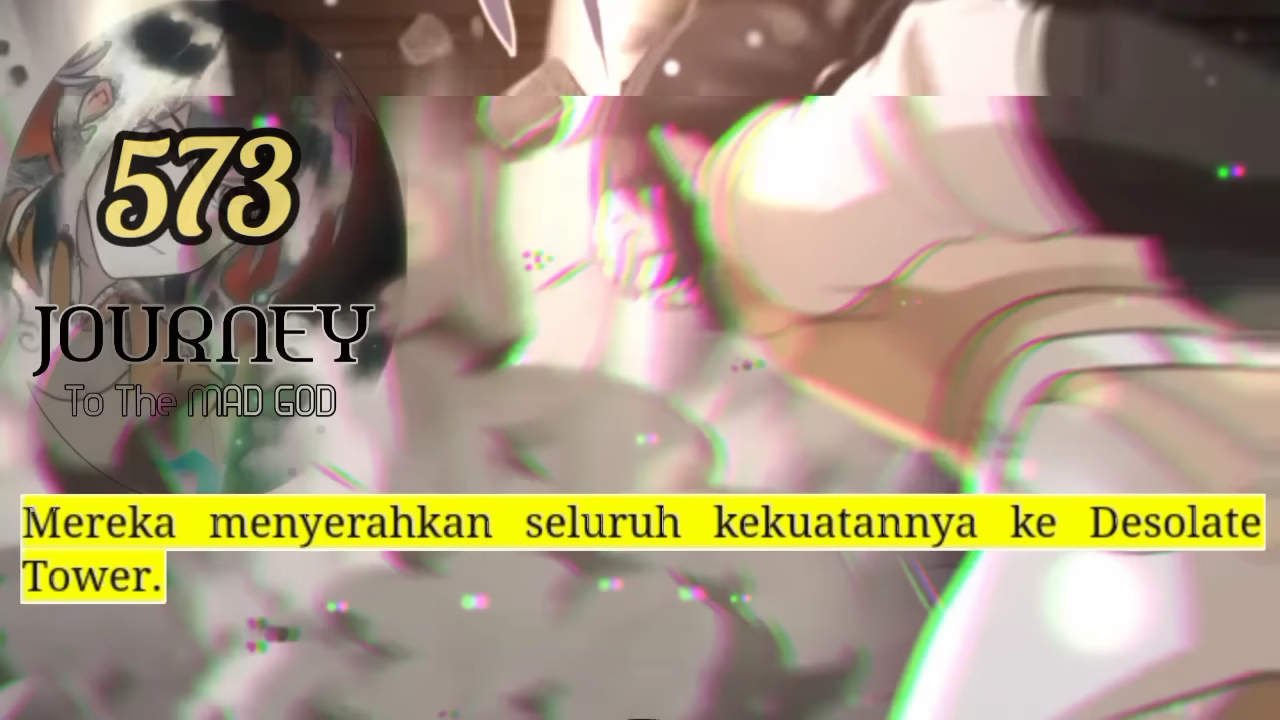 573
JOURNEY
To The MAD GOD
Mereka menyerahkan seluruh kekuatannya ke Desolate
Tower.